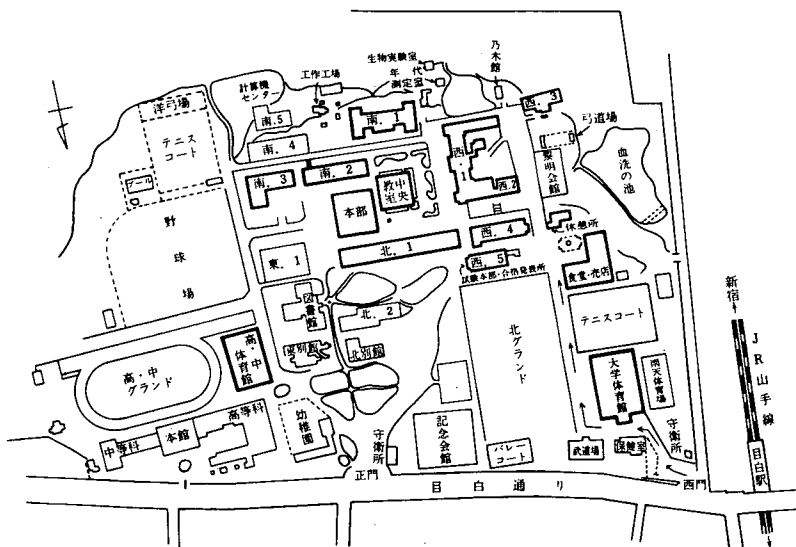 生物実験室
乃木館
工作工場
年代
測定室
計算機
センター
西.3
洋弓場
南.5
南.1
弓道場
テニスコート
南.4
西.1
黎明会館
血洗の池
プール
南.3
南.2
中央
教室
西.2
目
本部
野球場
西.4
休憩所
北.1
東.1
西.5
試験本部・合格発表所
食堂・売店
新宿
図書館
北.2
テニスコート
JR山手線
北グランド
高・中
体育館
東別館
北別館
高・中
グランド
大学体育館
雨天体育場
高等科
幼稚園
記念会館
守衛所
中等科
本館
守衛所
バレー
コート
武道場
保健室
目白駅
正門
目白通り
西門